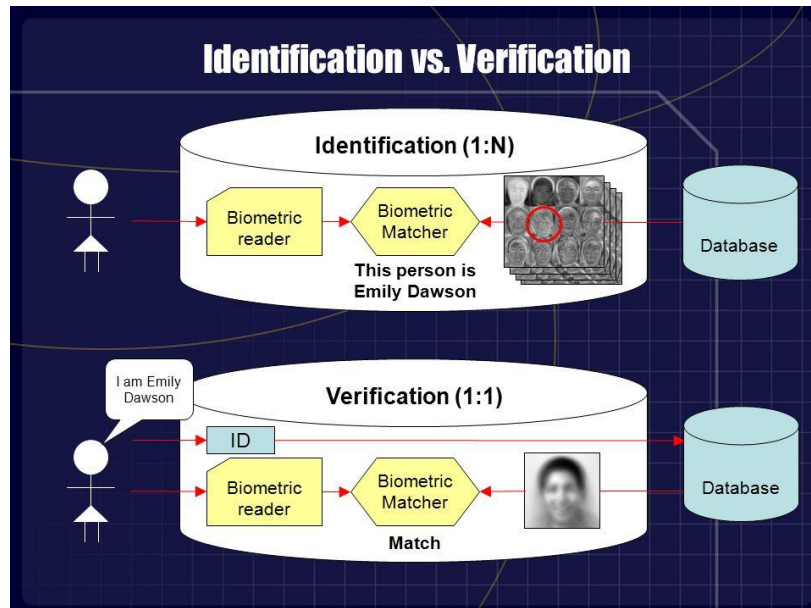 Identification vs. Verification
Identification (1:N)
Biometric
reader
Biometric
Matcher
Database
This person is
Emily Dawson
I am Emily
Dawson
Verification (1:1)
ID
Biometric
reader
Biometric
Matcher
Database
Match